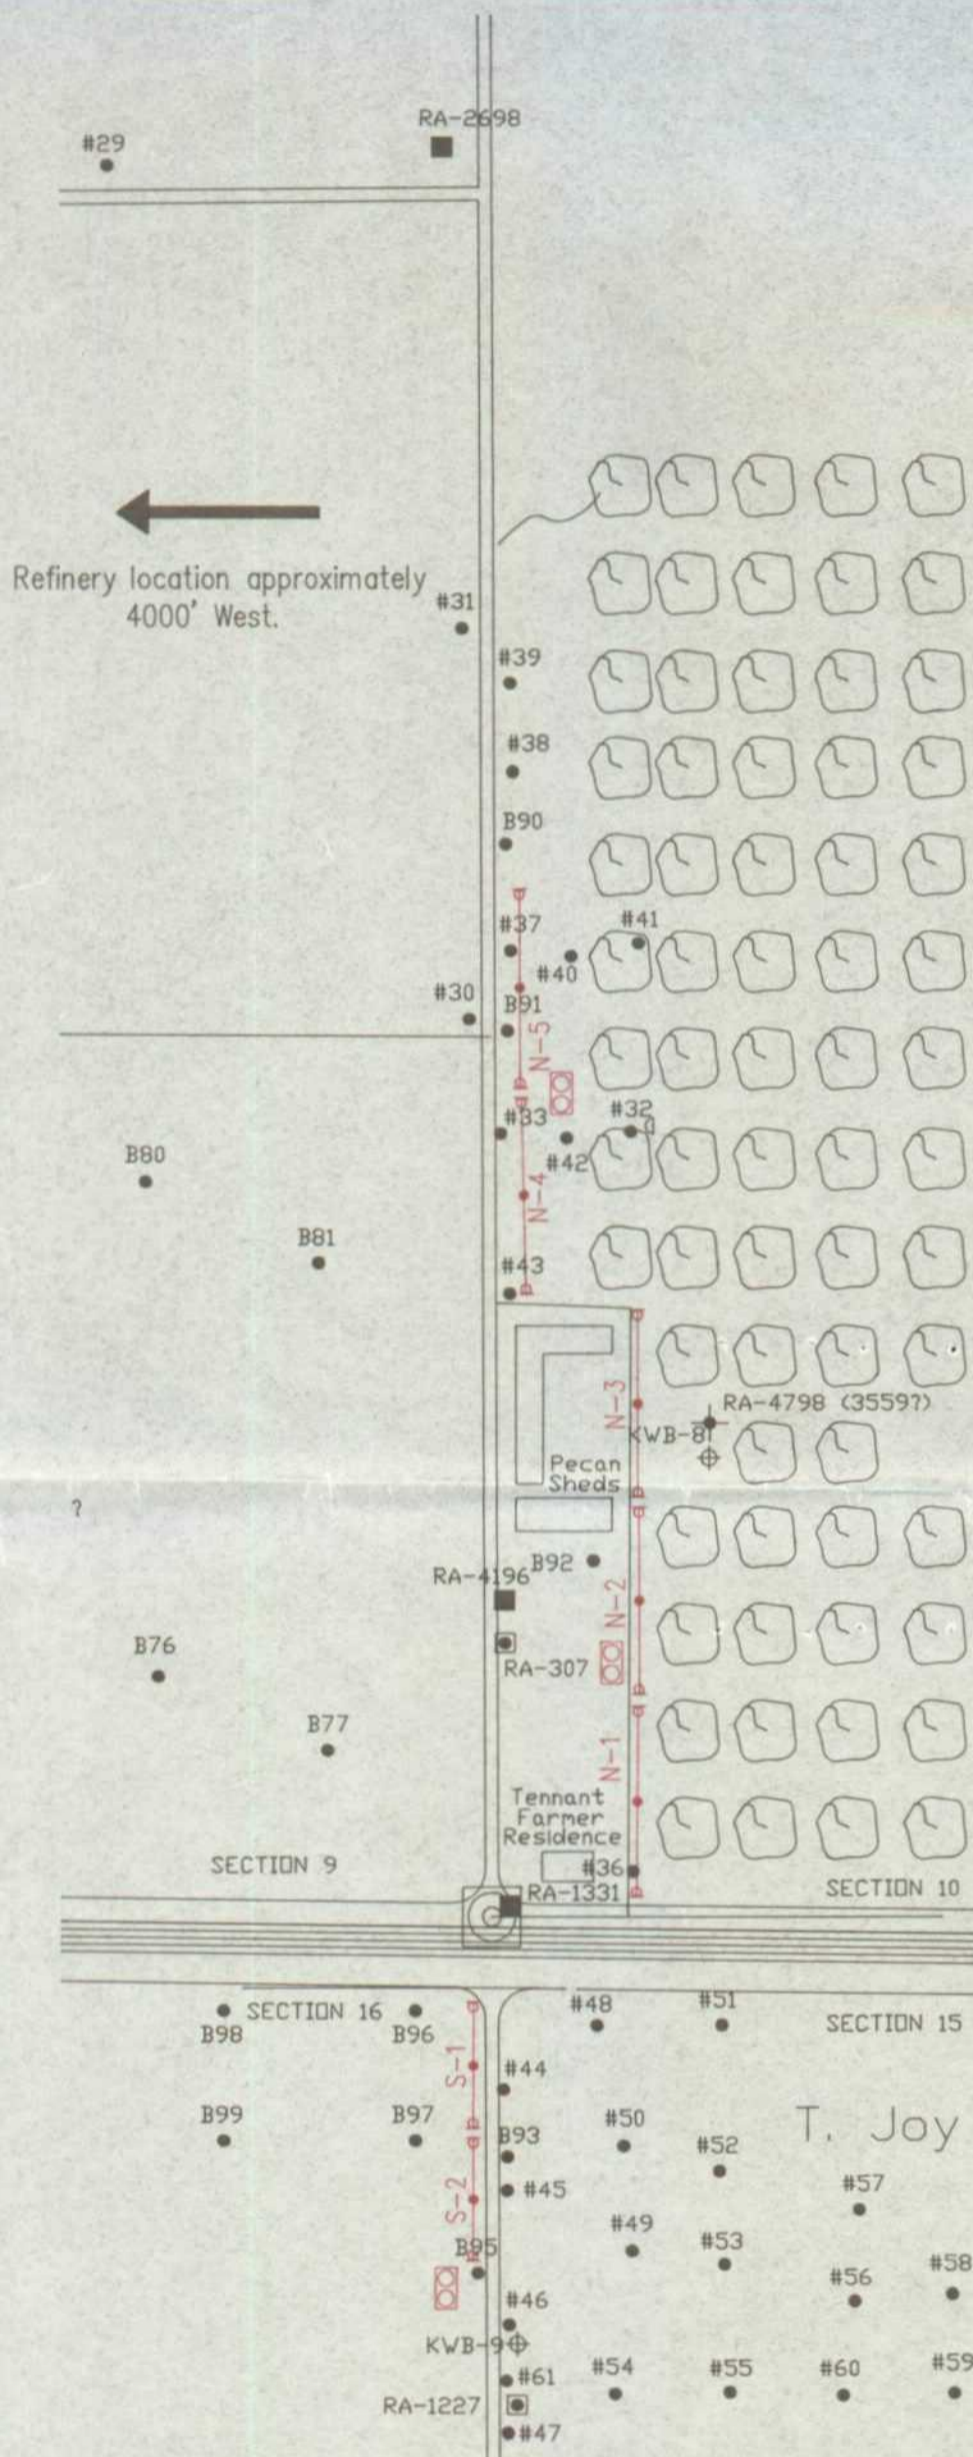 RA-2698
#29
Refinery location approximately
4000' West.
#31
#39
#38
B90
#37
#41
#40
#30
B91
N-5
#33
#32
#42
B80
N-4
B81
#43
N-3
RA-4798 (3559?)
KWB-8
Pecan
Sheds
?
B92
RA-4196
N-2
B76
RA-307
B77
N-1
Tennant
Farmer
Residence
SECTION 9
#36
RA-1331
SECTION 10
SECTION 16
#48
#51
SECTION 15
B98
B96
S-1
#44
B99
B97
#50
T. Joy
B93
#52
#45
#57
S-2
#49
#53
B95
#58
#56
#46
KWB-9
#61
#54
#55
#60
#59
RA-1227
#47